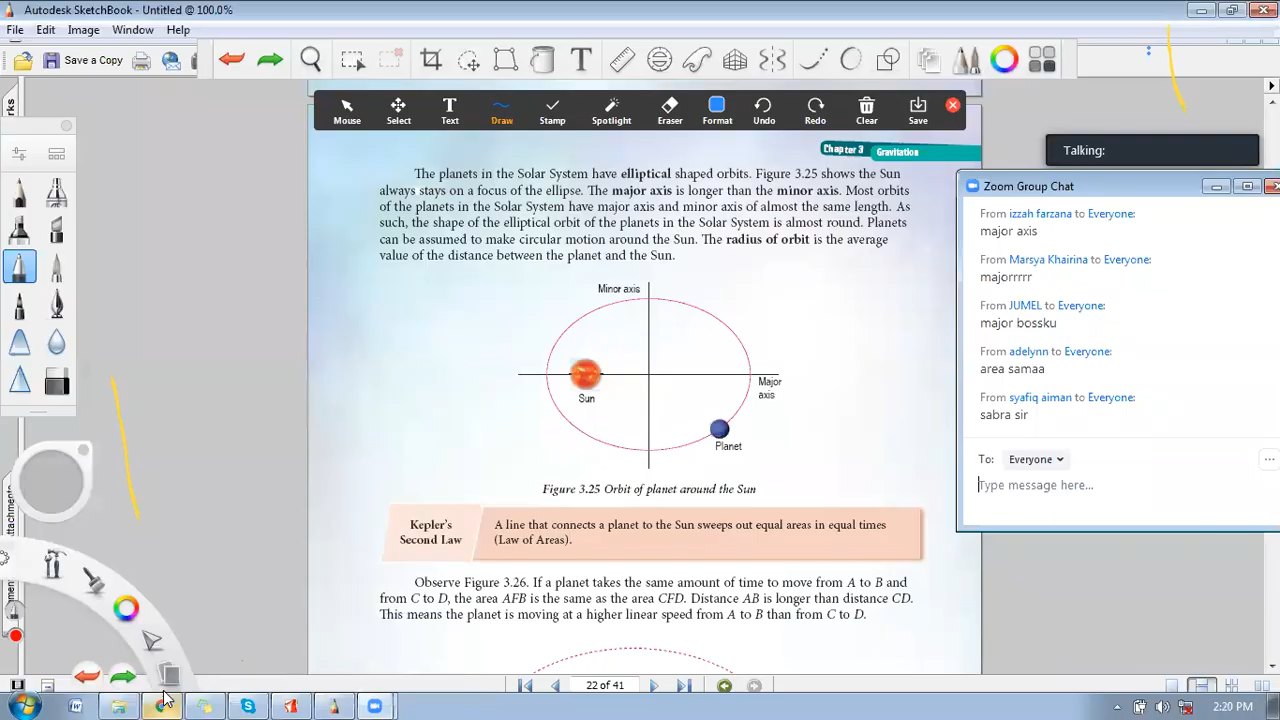 Autodesk SketchBook - Untitled @ 100.0%
File Edit Image Window Help
Save a Copy
Mouse Select Text Draw Stamp Spotlight Eraser Format Undo Redo Clear Save
Talking:
Chapter 3 Gravitation
The planets in the Solar System have elliptical shaped orbits. Figure 3.25 shows the Sun
always stays on a focus of the ellipse. The major axis is longer than the minor axis. Most orbits
of the planets in the Solar System have major axis and minor axis of almost the same length. As
such, the shape of the elliptical orbit of the planets in the Solar System is almost round. Planets
can be assumed to make circular motion around the Sun. The radius of orbit is the average
value of the distance between the planet and the Sun.
Minor axis
Major
axis
Sun
Planet
Figure 3.25 Orbit of planet around the Sun
Kepler's
Second Law
A line that connects a planet to the Sun sweeps out equal areas in equal times
(Law of Areas).
Observe Figure 3.26. If a planet takes the same amount of time to move from A to B and
from C to D, the area AFB is the same as the area CFD. Distance AB is longer than distance CD.
This means the planet is moving at a higher linear speed from A to B than from C to D.
Zoom Group Chat
From izzah farzana to Everyone:
major axis
From Marsya Khairina to Everyone:
majorrrrr
From JUMEL to Everyone:
major bossku
From adelynn to Everyone:
area samaa
From syafiq aiman to Everyone:
sabra sir
To: Everyone
Type message here...
22 of 41
2:20 PM